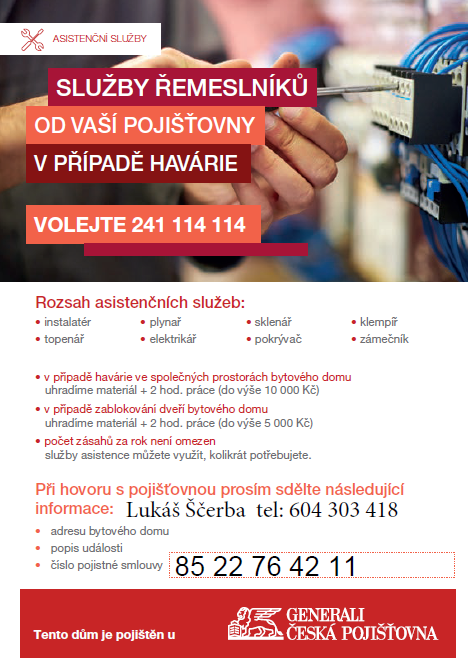 ASISTENČNÍ SLUŽBY
SLUŽBY ŘEMESLNÍKŮ
OD VAŠÍ POJIŠŤOVNY
V PŘÍPADĚ HAVÁRIE
VOLEJTE 241 114 114
Rozsah asistenčních služeb:
• instalatér • plynař • sklenář • klempíř
• topenář • elektrikář • pokrývač • zámečník
• v případě havárie ve společných prostorách bytového domu
uhradíme materiál + 2 hod. práce (do výše 10 000 Kč)
• v případě zablokování dveří bytového domu
uhradíme materiál + 2 hod. práce (do výše 5 000 Kč)
• počet zásahů za rok není omezen
služby asistence můžete využít, kolikrát potřebujete.
Při hovoru s pojišťovnou prosím sdělte následující
informace: Lukáš Ščerba tel: 604 303 418
• adresu bytového domu
• popis události
• číslo pojistné smlouvy 85 22 76 42 11
Tento dům je pojištěn u GENERALI
ČESKÁ POJIŠŤOVNA